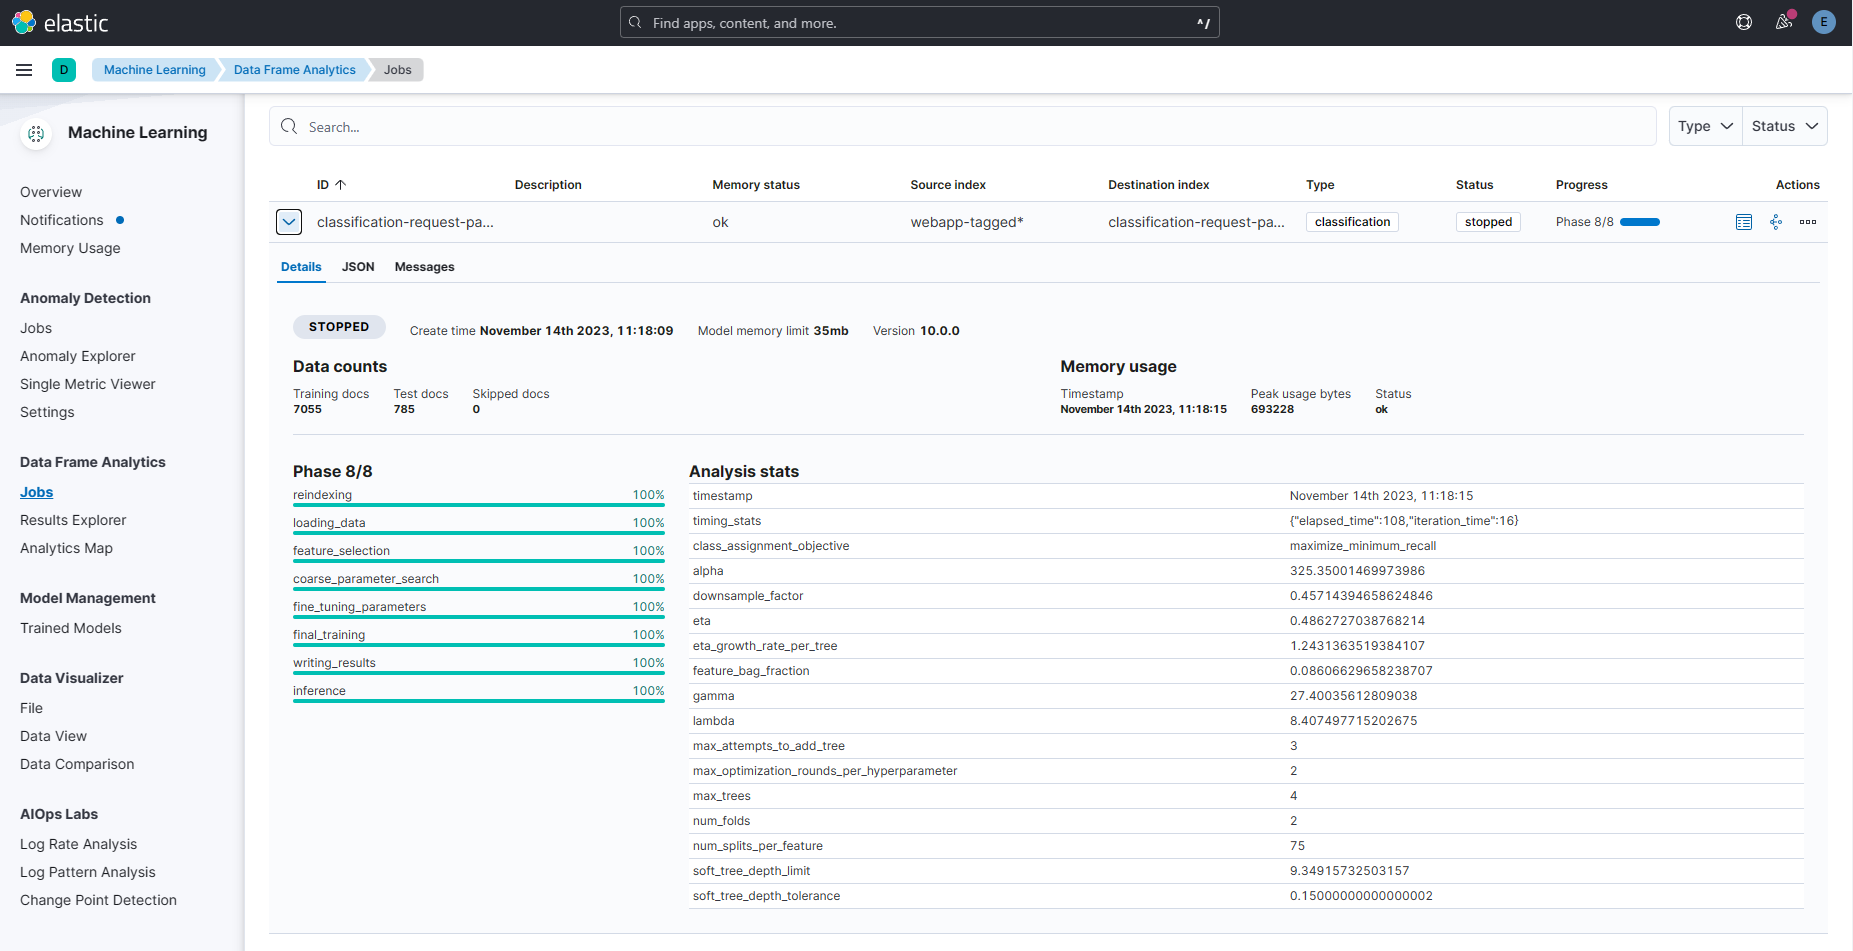 elastic
Find apps, content, and more.
^/
E
D
Machine Learning
Data Frame Analytics
Jobs
Machine Learning
Overview
Notifications
Memory Usage
Anomaly Detection
Jobs
Anomaly Explorer
Single Metric Viewer
Settings
Data Frame Analytics
Jobs
Results Explorer
Analytics Map
Model Management
Trained Models
Data Visualizer
File
Data View
Data Comparison
AIOps Labs
Log Rate Analysis
Log Pattern Analysis
Change Point Detection
Search...
Type
Status
ID Description Memory status Source index Destination index Type Status Progress Actions
classification-request-pa... ok webapp-tagged* classification-request-pa... classification stopped Phase 8/8
Details JSON Messages
STOPPED Create time November 14th 2023, 11:18:09 Model memory limit 35mb Version 10.0.0
Data counts
Training docs Test docs Skipped docs
7055 785 0
Memory usage
Timestamp Peak usage bytes Status
November 14th 2023, 11:18:15 693228 ok
Phase 8/8
reindexing 100%
loading_data 100%
feature_selection 100%
coarse_parameter_search 100%
fine_tuning_parameters 100%
final_training 100%
writing_results 100%
inference 100%
Analysis stats
timestamp November 14th 2023, 11:18:15
timing_stats {"elapsed_time":108,"iteration_time":16}
class_assignment_objective maximize_minimum_recall
alpha 325.35001469973986
downsample_factor 0.45714394658624846
eta 0.4862727038768214
eta_growth_rate_per_tree 1.2431363519384107
feature_bag_fraction 0.08606629658238707
gamma 27.40035612809038
lambda 8.407497715202675
max_attempts_to_add_tree 3
max_optimization_rounds_per_hyperparameter 2
max_trees 4
num_folds 2
num_splits_per_feature 75
soft_tree_depth_limit 9.34915732503157
soft_tree_depth_tolerance 0.15000000000000002